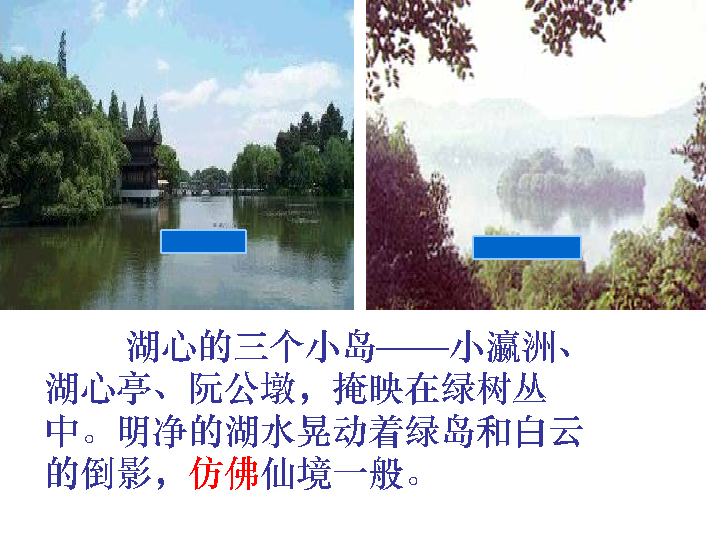 湖心的三个小岛——小瀛洲、
湖心亭、阮公墩，掩映在绿树丛
中。明净的湖水晃动着绿岛和白云
的倒影，仿佛仙境一般。